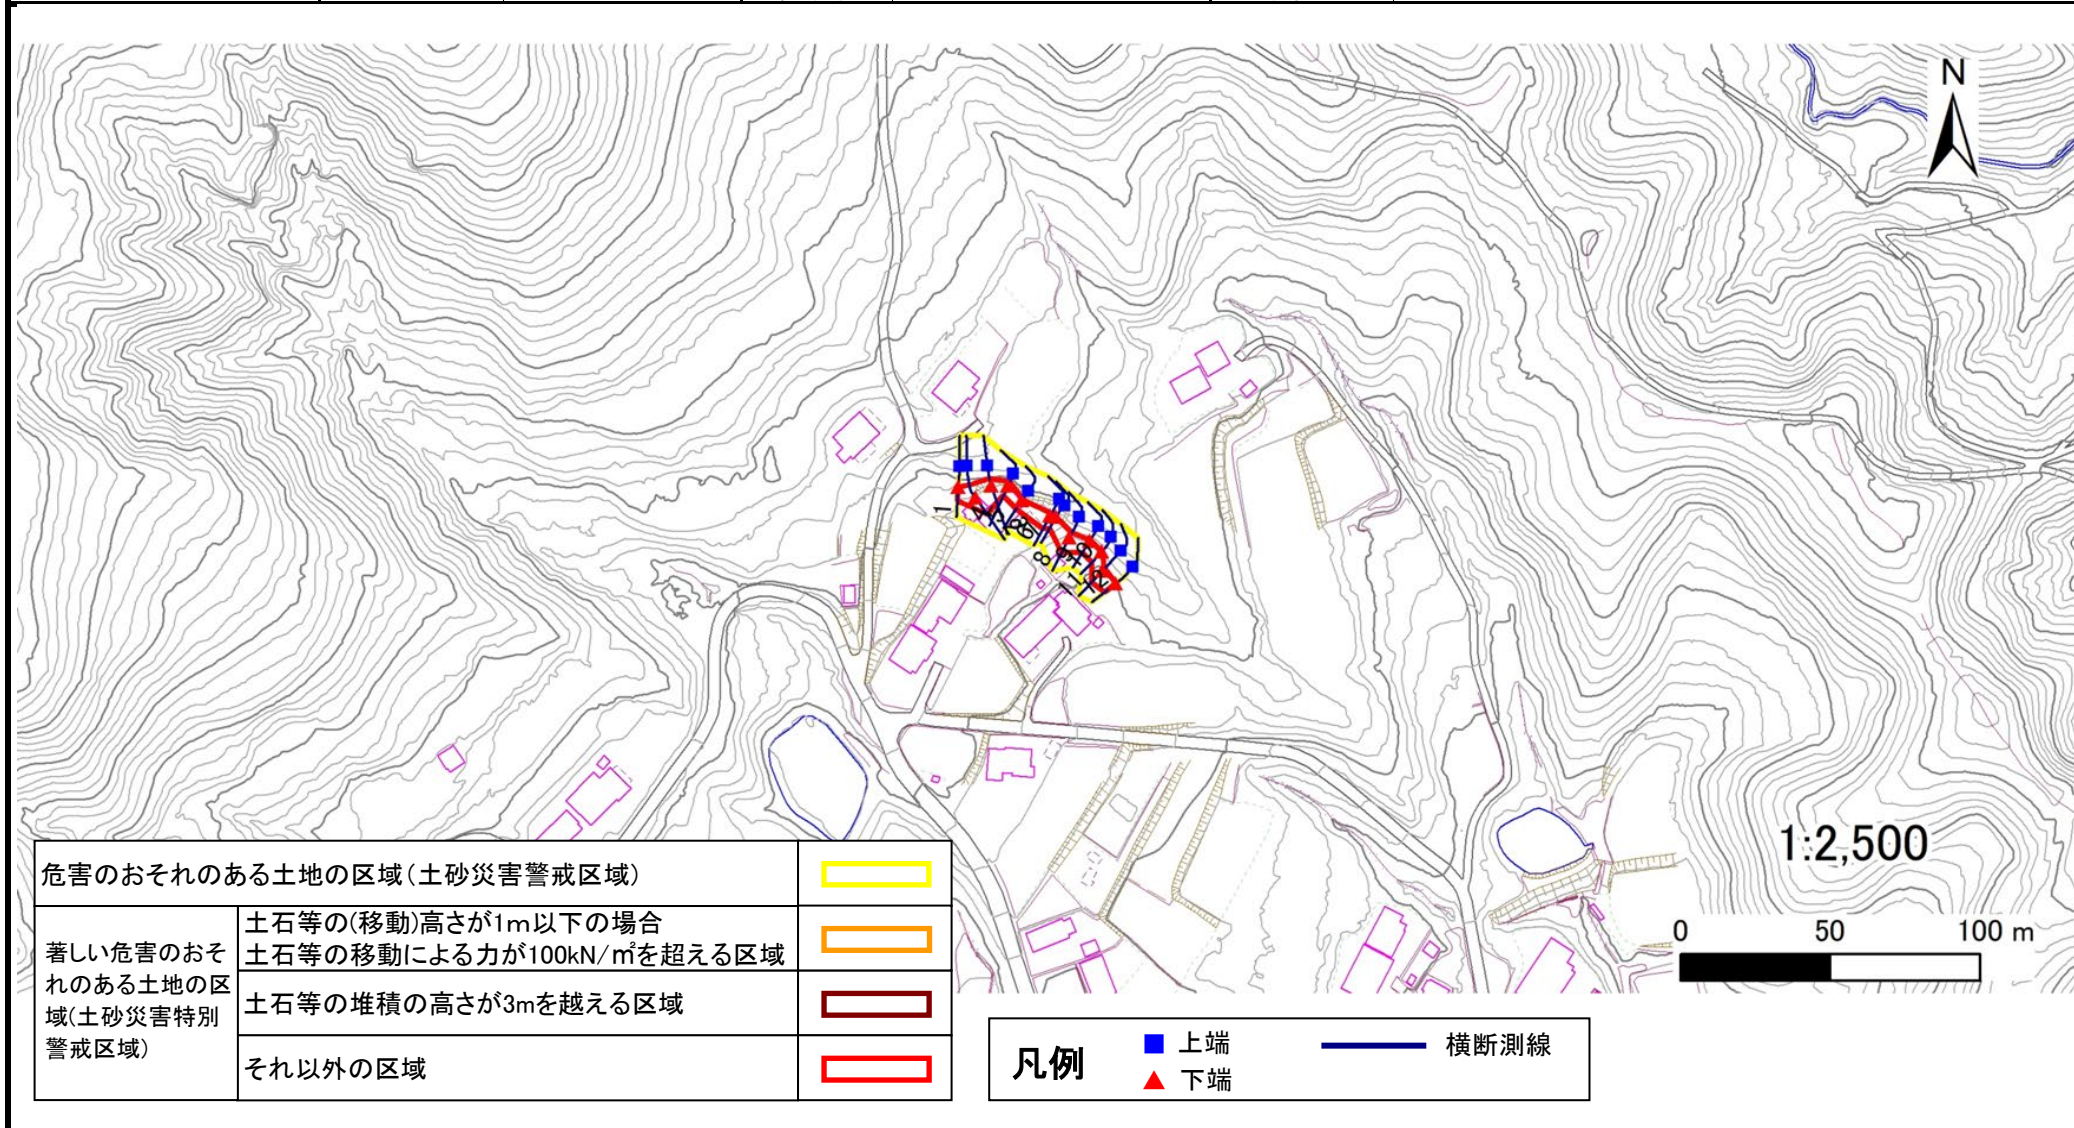 N
1
4
8
1:2,500
0 50 100 m
危害のおそれのある土地の区域(土砂災害警戒区域)
著しい危害のおそ
れのある土地の区
域(土砂災害特別
警戒区域)
土石等の(移動)高さが1m以下の場合
土石等の移動による力が100kN/㎡を超える区域
土石等の堆積の高さが3mを越える区域
それ以外の区域
凡例
上端
下端
横断測線